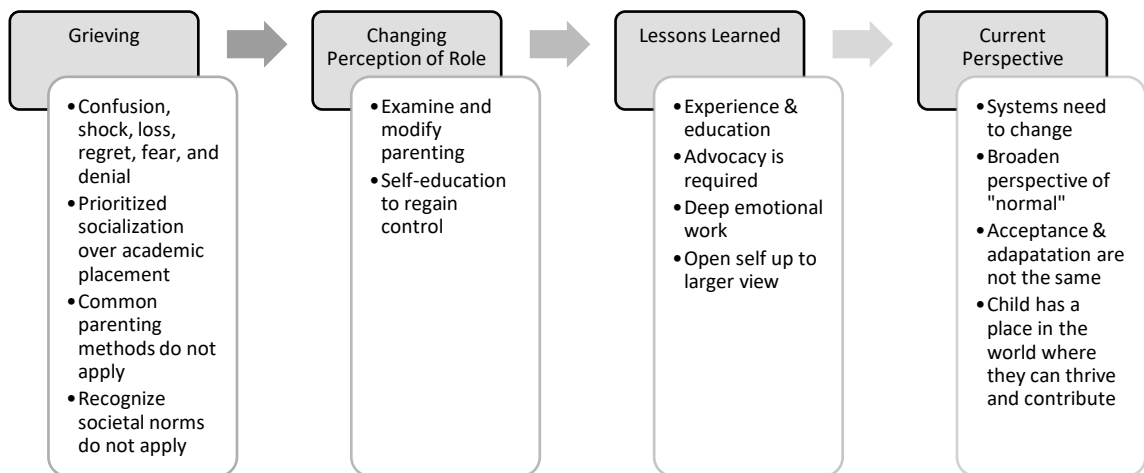 Grieving
•Confusion,
shock, loss,
regret, fear, and
denial
•Prioritized
socialization
over academic
placement
•Common
parenting
methods do not
apply
•Recognize
societal norms
do not apply
Changing
Perception of Role
•Examine and
modify
parenting
•Self-education
to regain
control
Lessons Learned
•Experience &
education
•Advocacy is
required
•Deep emotional
work
•Open self up to
larger view
Current
Perspective
•Systems need
to change
•Broaden
perspective of
"normal"
•Acceptance &
adapatation are
not the same
•Child has a
place in the
world where
they can thrive
and contribute